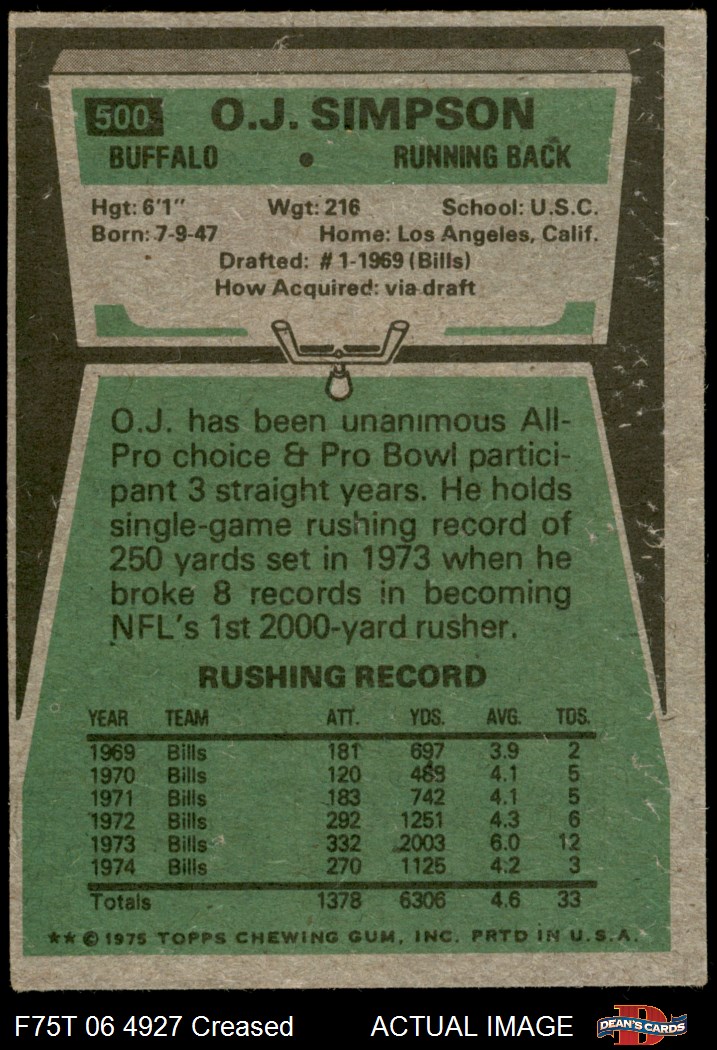 500 O.J. SIMPSON
BUFFALO • RUNNING BACK
Hgt: 6'1" Wgt: 216 School: U.S.C.
Born: 7-9-47 Home: Los Angeles, Calif.
Drafted: #1-1969 (Bills)
How Acquired: via draft
O.J. has been unanimous All-
Pro choice & Pro Bowl partici-
pant 3 straight years. He holds
single-game rushing record of
250 yards set in 1973 when he
broke 8 records in becoming
NFL's 1st 2000-yard rusher.
RUSHING RECORD
YEAR TEAM ATT. YDS. AVG. TDS.
1969 Bills 181 697 3.9 2
1970 Bills 120 488 4.1 5
1971 Bills 183 742 4.1 5
1972 Bills 292 1251 4.3 6
1973 Bills 332 2003 6.0 12
1974 Bills 270 1125 4.2 3
Totals 1378 6306 4.6 33
** © 1975 TOPPS CHEWING GUM, INC. PRTD IN U.S.A.
F75T 06 4927 Creased ACTUAL IMAGE D DEAN'S CARDS